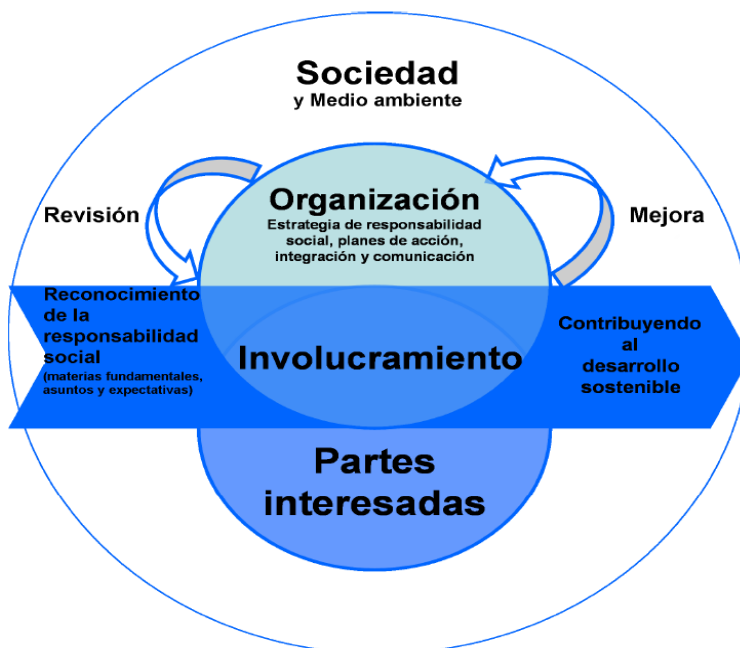 Sociedad
y Medio ambiente
Organización
Estrategia de responsabilidad
social, planes de acción,
integración y comunicación
Revisión
Mejora
Reconocimiento
de la
responsabilidad
social
(materias fundamentales,
asuntos y expectativas)
Involucramiento
Contribuyendo
al
desarrollo
sostenible
Partes
interesadas